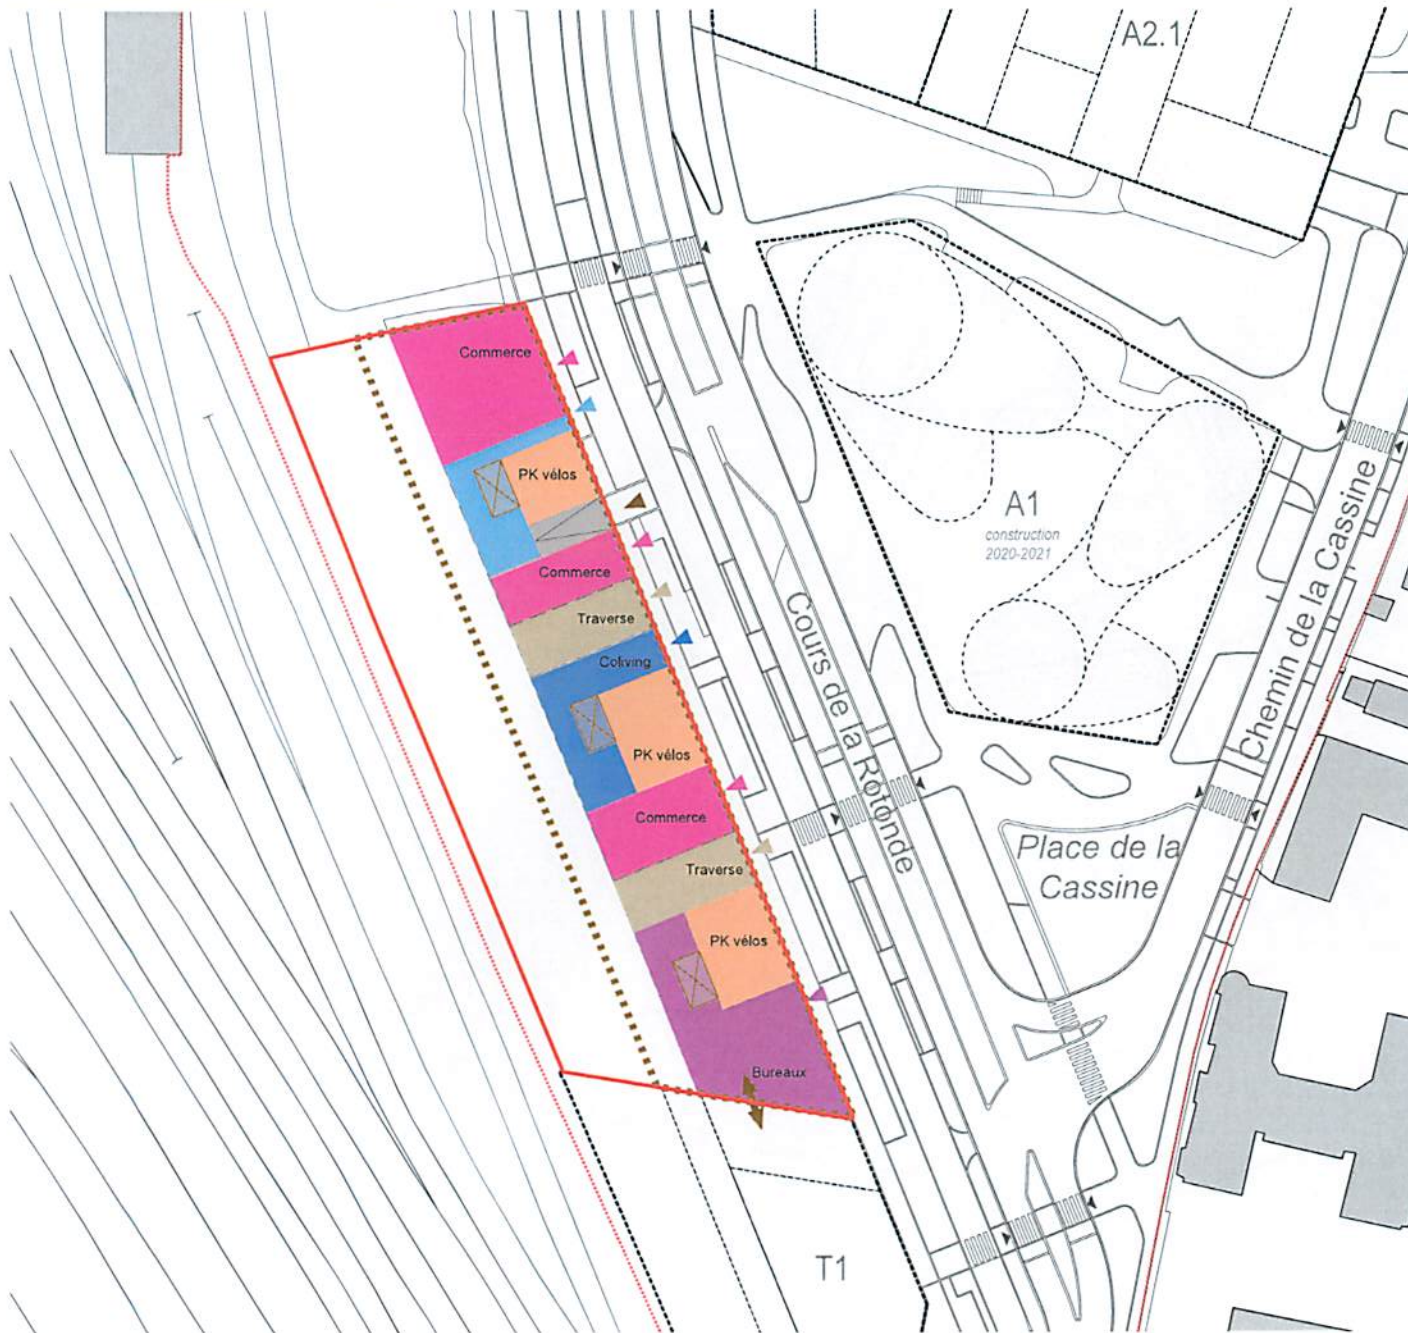 A2.1
Commerce
PK vélos
A1
construction
2020-2021
Commerce
Traverse
Coliving
PK vélos
Commerce
Traverse
PK vélos
Bureaux
Cours de la Rotonde
Chemin de la Cassine
Place de la
Cassine
T1